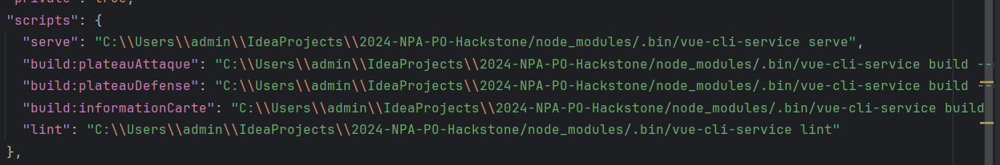 "private": true,
"scripts": {
"serve": "C:\\Users\\admin\\IdeaProjects\\2024-NPA-PO-Hackstone/node_modules/.bin/vue-cli-service serve",
"build:plateauAttaque": "C:\\Users\\admin\\IdeaProjects\\2024-NPA-PO-Hackstone/node_modules/.bin/vue-cli-service build --
"build:plateauDefense": "C:\\Users\\admin\\IdeaProjects\\2024-NPA-PO-Hackstone/node_modules/.bin/vue-cli-service build --
"build:informationCarte": "C:\\Users\\admin\\IdeaProjects\\2024-NPA-PO-Hackstone/node_modules/.bin/vue-cli-service build
"lint": "C:\\Users\\admin\\IdeaProjects\\2024-NPA-PO-Hackstone/node_modules/.bin/vue-cli-service lint"
},